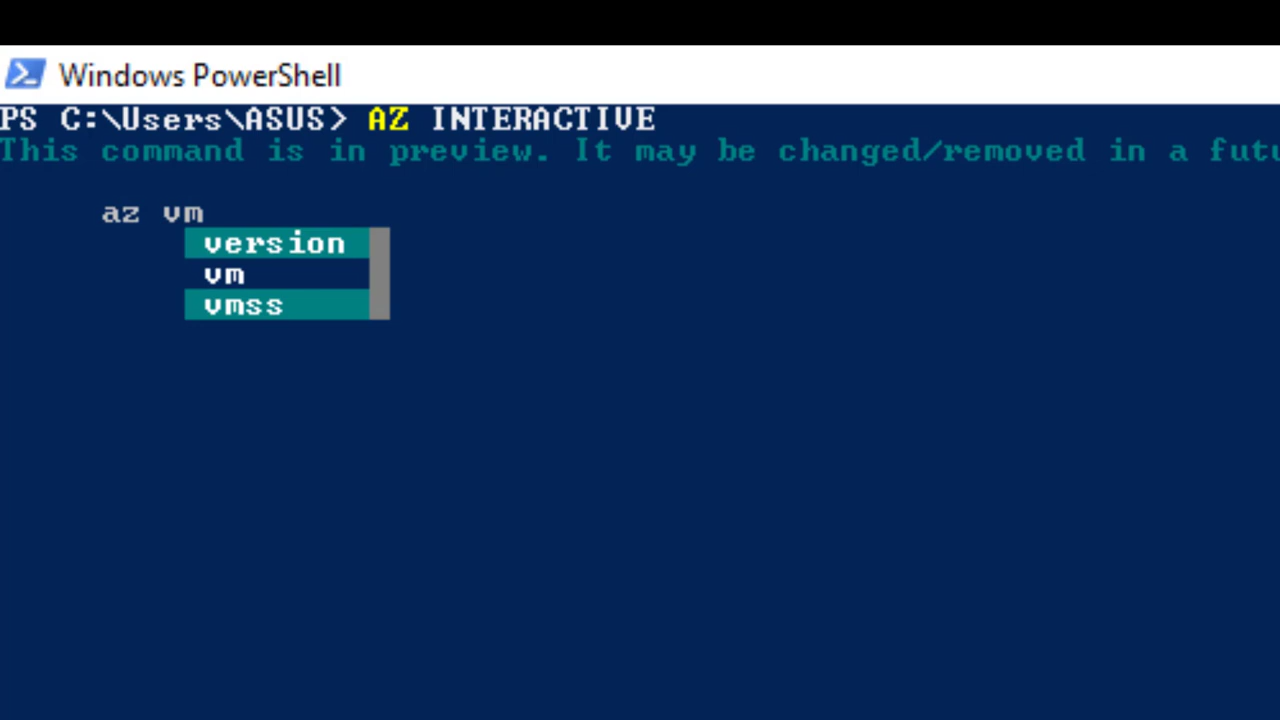 Windows PowerShell
PS C:\Users\ASUS> AZ INTERACTIVE
This command is in preview. It may be changed/removed in a
az vm
version
vm
vmss